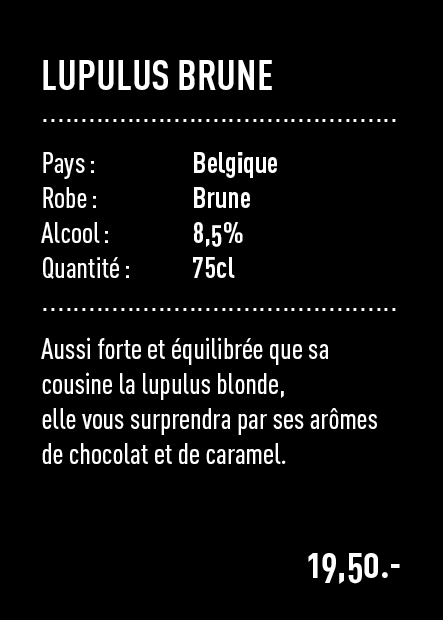 LUPULUS BRUNE
Pays : Belgique
Robe : Brune
Alcool : 8,5%
Quantité : 75cl
Aussi forte et équilibrée que sa
cousine la lupulus blonde,
elle vous surprendra par ses arômes
de chocolat et de caramel.
19,50.-